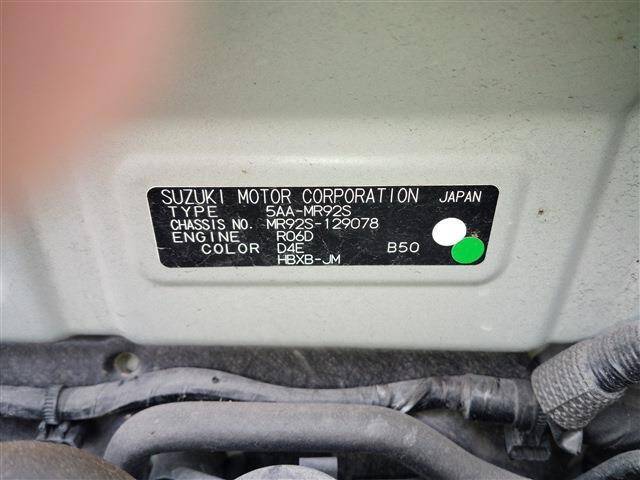 SUZUKI MOTOR CORPORATION JAPAN
TYPE 5AA-MR92S
CHASSIS NO. MR92S-129078
ENGINE R06D
COLOR D4E B50
HBXB-JM